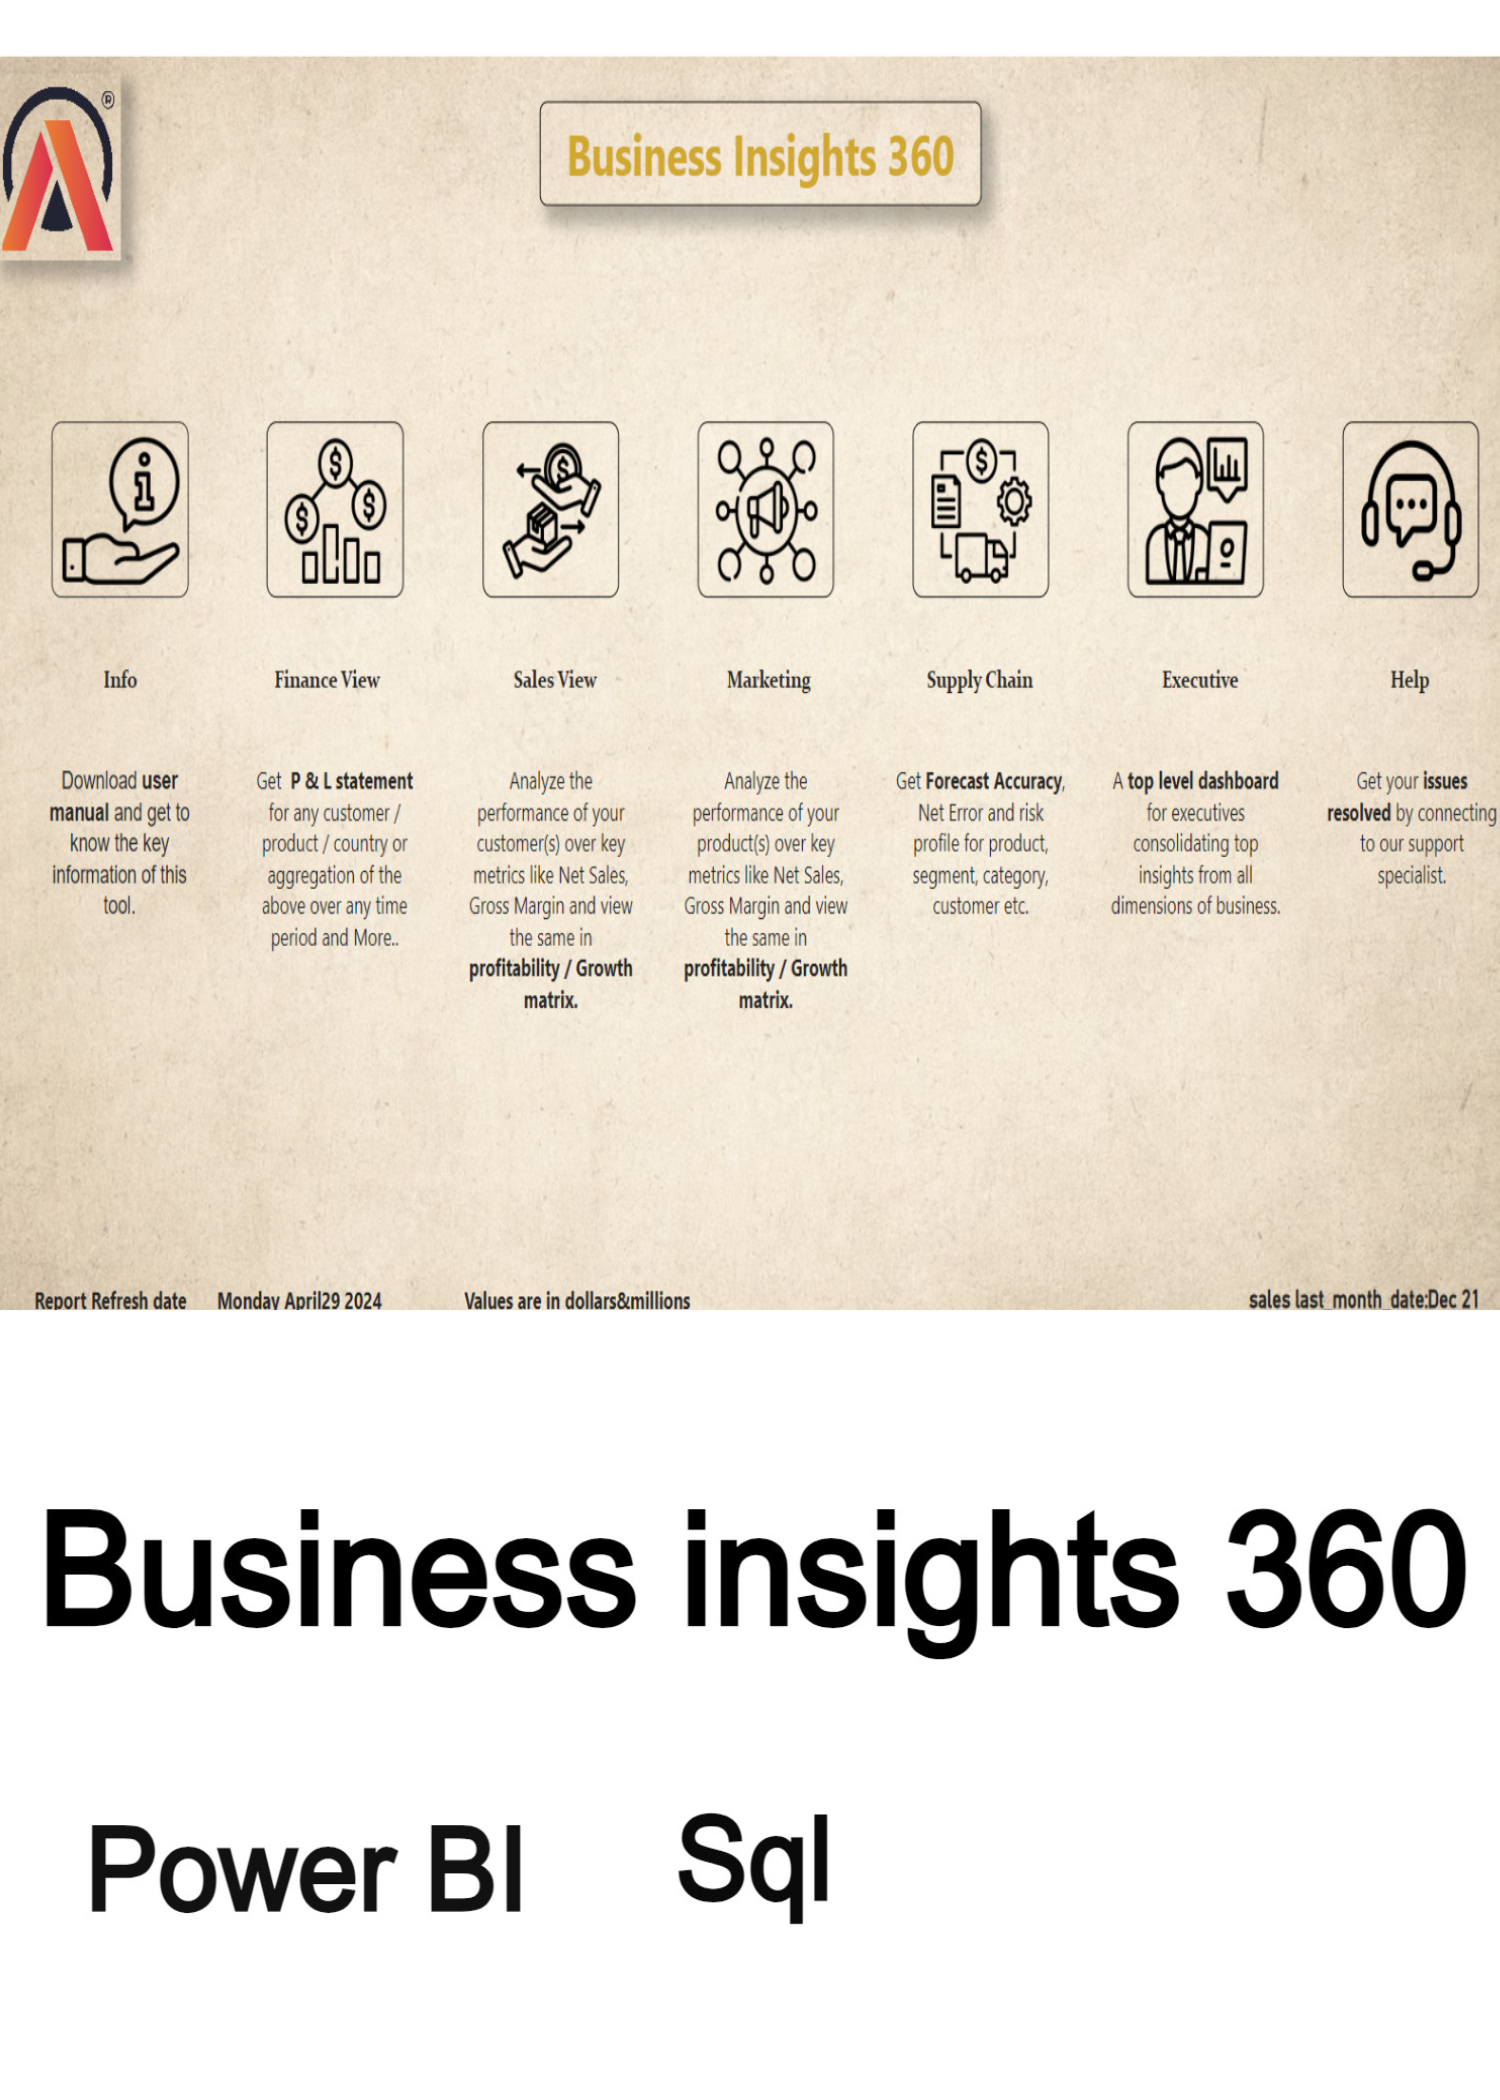 ®
Business Insights 360
Info
Finance View
Sales View
Marketing
Supply Chain
Executive
Help
Download user
manual and get to
know the key
information of this
tool.
Get P & L statement
for any customer /
product / country or
aggregation of the
above over any time
period and More..
Analyze the
performance of your
customer(s) over key
metrics like Net Sales,
Gross Margin and view
the same in
profitability / Growth
matrix.
Analyze the
performance of your
product(s) over key
metrics like Net Sales,
Gross Margin and view
the same in
profitability / Growth
matrix.
Get Forecast Accuracy,
Net Error and risk
profile for product,
segment, category,
customer etc.
A top level dashboard
for executives
consolidating top
insights from all
dimensions of business.
Get your issues
resolved by connecting
to our support
specialist.
Report Refresh date Monday April29 2024 Values are in dollars&millions sales last_month_date:Dec 21
Business insights 360
Power BI Sql